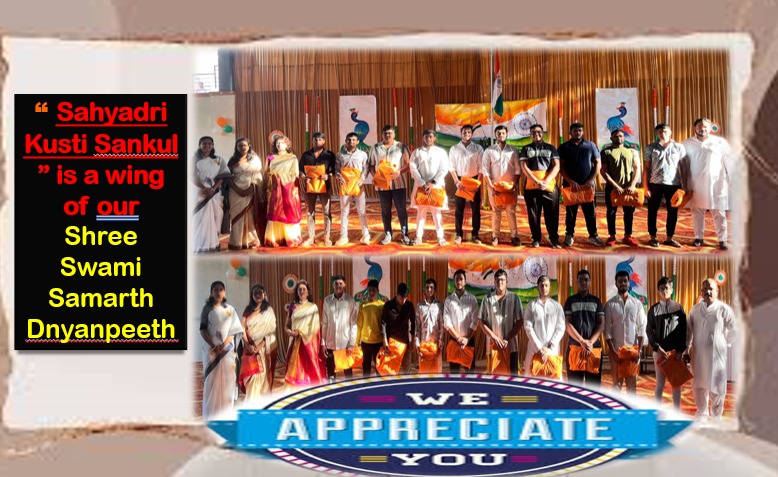 “ Sahyadri
Kusti Sankul
” is a wing
of our
Shree
Swami
Samarth
Dnyanpeeth
WE
APPRECIATE
YOU